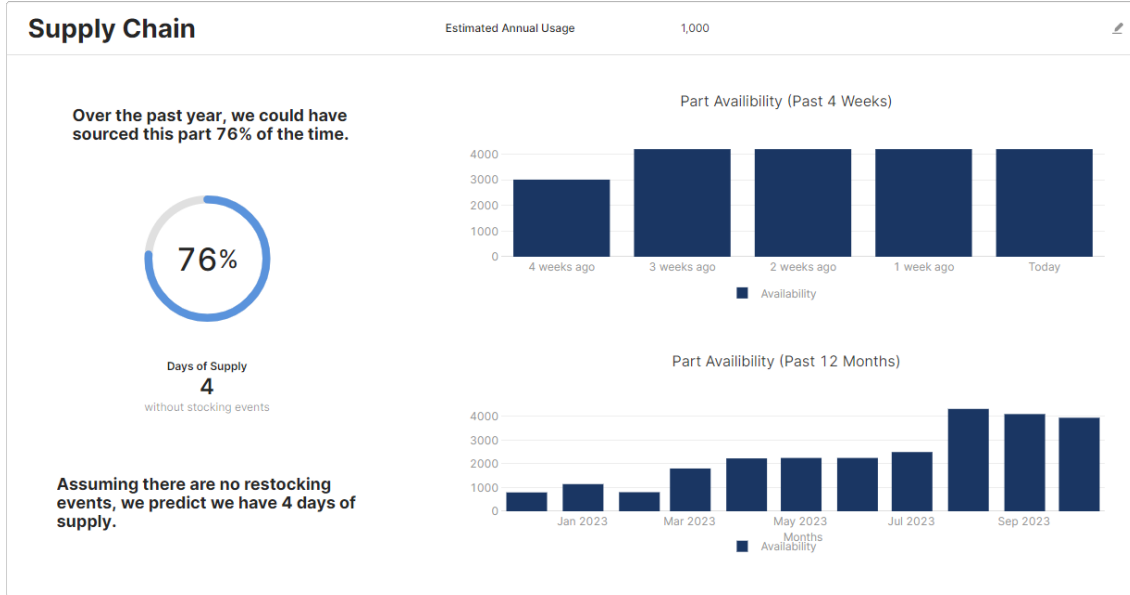 Supply Chain
Estimated Annual Usage
1,000
Over the past year, we could have
sourced this part 76% of the time.
76%
Days of Supply
4
without stocking events
Assuming there are no restocking
events, we predict we have 4 days of
supply.
Part Availibility (Past 4 Weeks)
4000
3000
2000
1000
0
4 weeks ago
3 weeks ago
2 weeks ago
1 week ago
Today
Availability
Part Availibility (Past 12 Months)
4000
3000
2000
1000
0
Jan 2023
Mar 2023
May 2023
Jul 2023
Sep 2023
Months
Availability